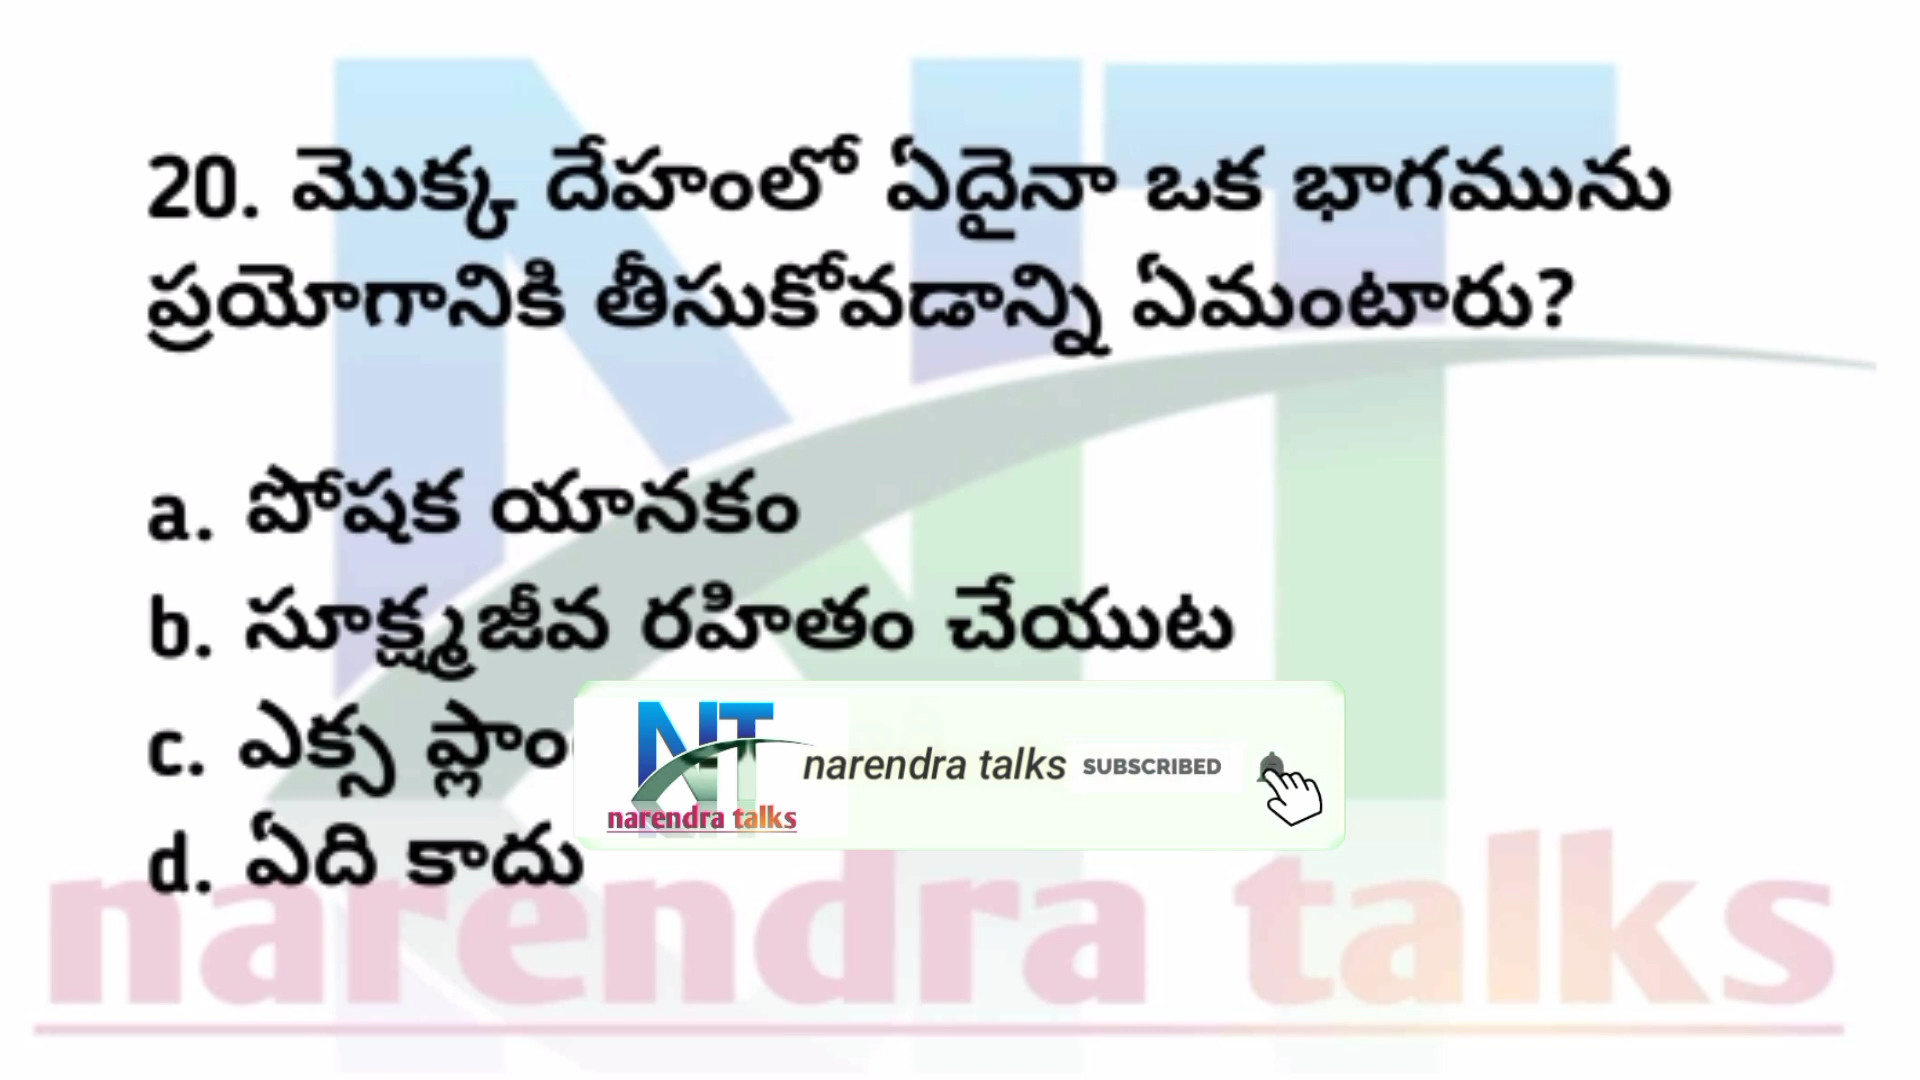 20. మొక్క దేహంలో ఏదైనా ఒక భాగమును
ప్రయోగానికి తీసుకోవడాన్ని ఏమంటారు?
a. పోషక యానకం
b. సూక్ష్మజీవ రహితం చేయుట
c. ఎక్స
narendra talks SUBSCRIBED
narendra talks
d. ఏది కాదు
narendra talks